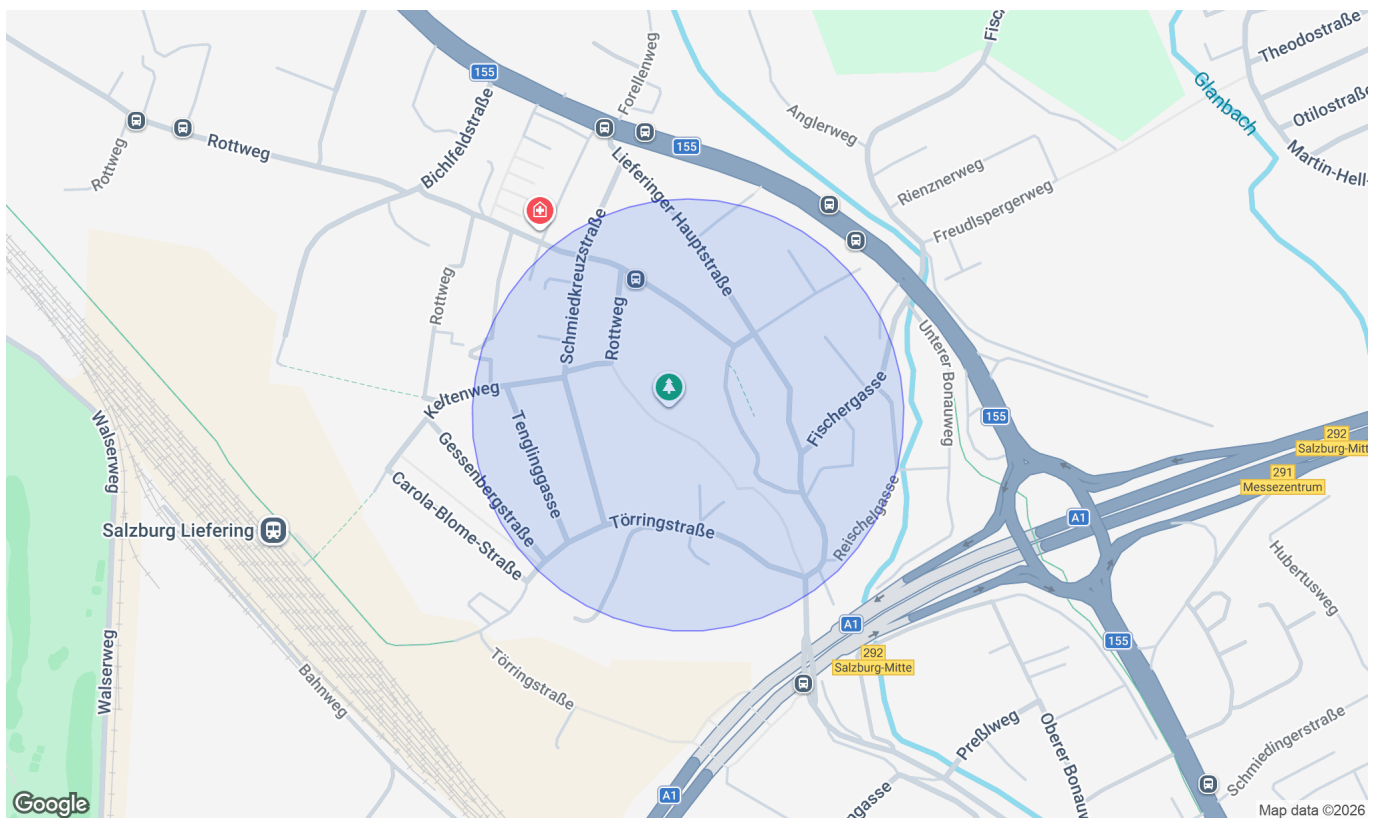 155
Fisc
Theodostraße
Forellenweg
Glanbach
Otilostraße
Bichlfeldstraße
Anglerweg
Rottweg
155
Martin-Hell-
Rottweg
Lieferinger Hauptstraße
Rienznerweg
Freudlspergerweg
Schmiedkreuzstraße
Rottweg
Rottweg
Unterer Bonauweg
Keltenweg
Fischergasse
155
Walserweg
Tenglinggasse
Gessenbergstraße
292
Salzburg-Mitt
291
Messezentrum
Carola-Blome-Straße
A1
Salzburg Liefering
Törringstraße
Reischelgasse
Hubertusweg
A1
155
292
Salzburg-Mitte
Walserweg
Törringstraße
Bahnweg
Preßlweg
Oberer Bonauw
Schmiedingerstraße
A1
ngasse
Google
Map data ©2026